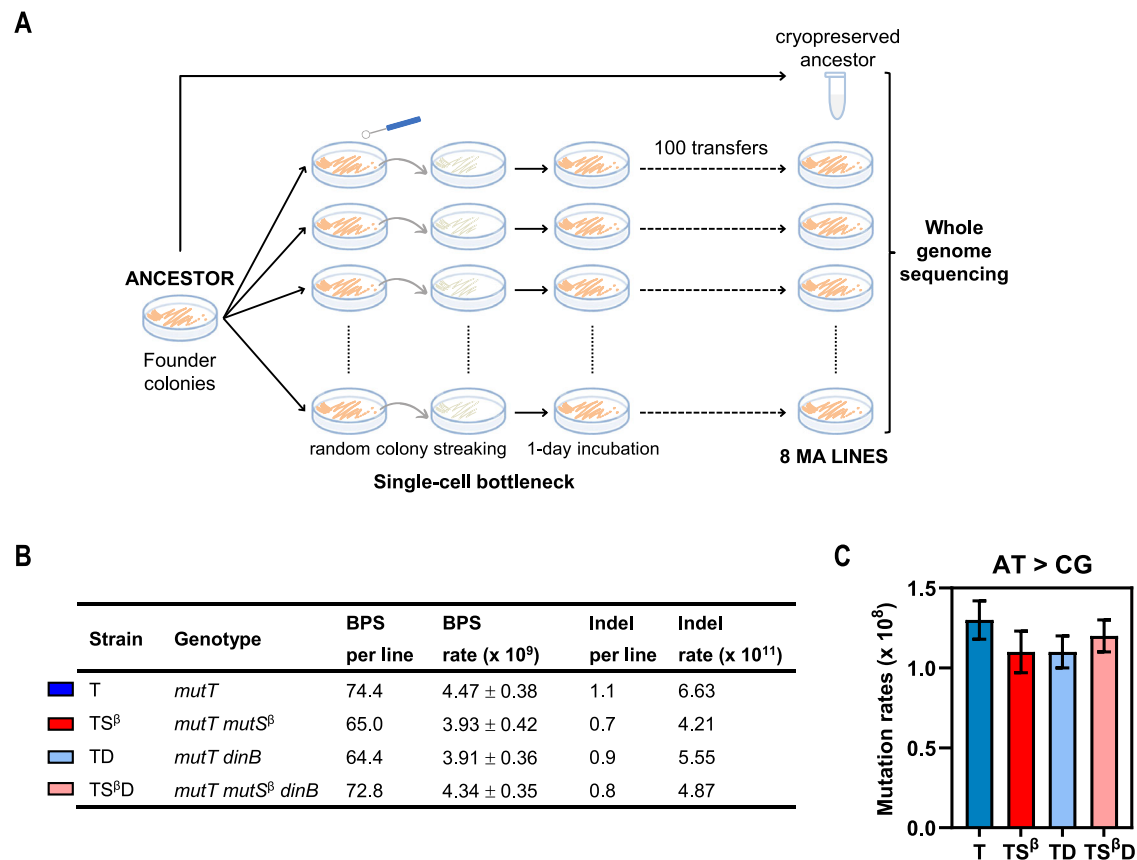 A
cryopreserved
ancestor
100 transfers
ANCESTOR
Founder
colonies
Whole
genome
sequencing
random colony streaking
1-day incubation
Single-cell bottleneck
8 MA LINES
B
Strain Genotype BPS per line BPS rate (x 10⁹) Indel per line Indel rate (x 10¹¹)
T mutT 74.4 4.47 ± 0.38 1.1 6.63
TSᵝ mutT mutSᵝ 65.0 3.93 ± 0.42 0.7 4.21
TD mutT dinB 64.4 3.91 ± 0.36 0.9 5.55
TSᵝD mutT mutSᵝ dinB 72.8 4.34 ± 0.35 0.8 4.87
C
AT > CG
Mutation rates (x 10⁸)
1.5
1.0
0.5
0.0
T TSᵝ TD TSᵝD